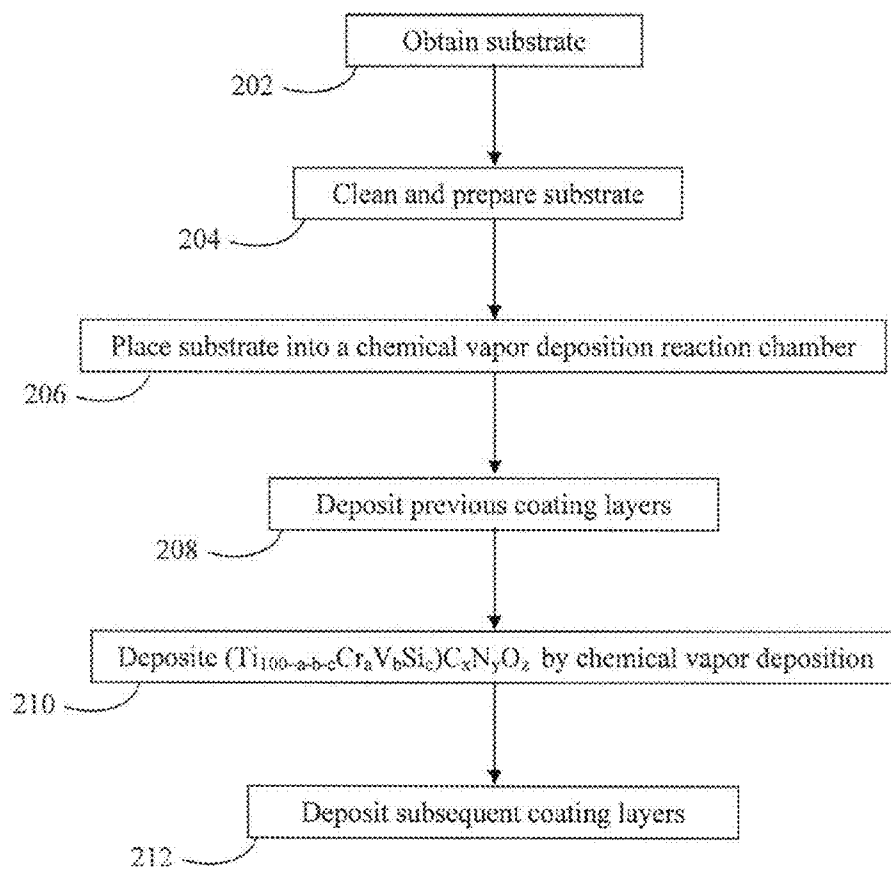 Obtain substrate
202
Clean and prepare substrate
204
Place substrate into a chemical vapor deposition reaction chamber
206
Deposit previous coating layers
208
Deposite (Ti₁₀₀₋ₐ₋b₋cCrₐVbSic)CₓNyOz by chemical vapor deposition
210
Deposit subsequent coating layers
212